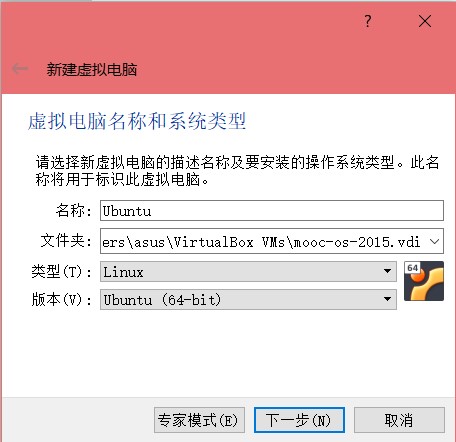 ?
新建虚拟电脑
虚拟电脑名称和系统类型
请选择新虚拟电脑的描述名称及要安装的操作系统类型。此名
称将用于标识此虚拟电脑。
名称: Ubuntu
文件夹: ers\asus\VirtualBox VMs\mooc-os-2015.vdi
类型(T): Linux
64
版本(V): Ubuntu (64-bit)
专家模式(E) 下一步(N) 取消